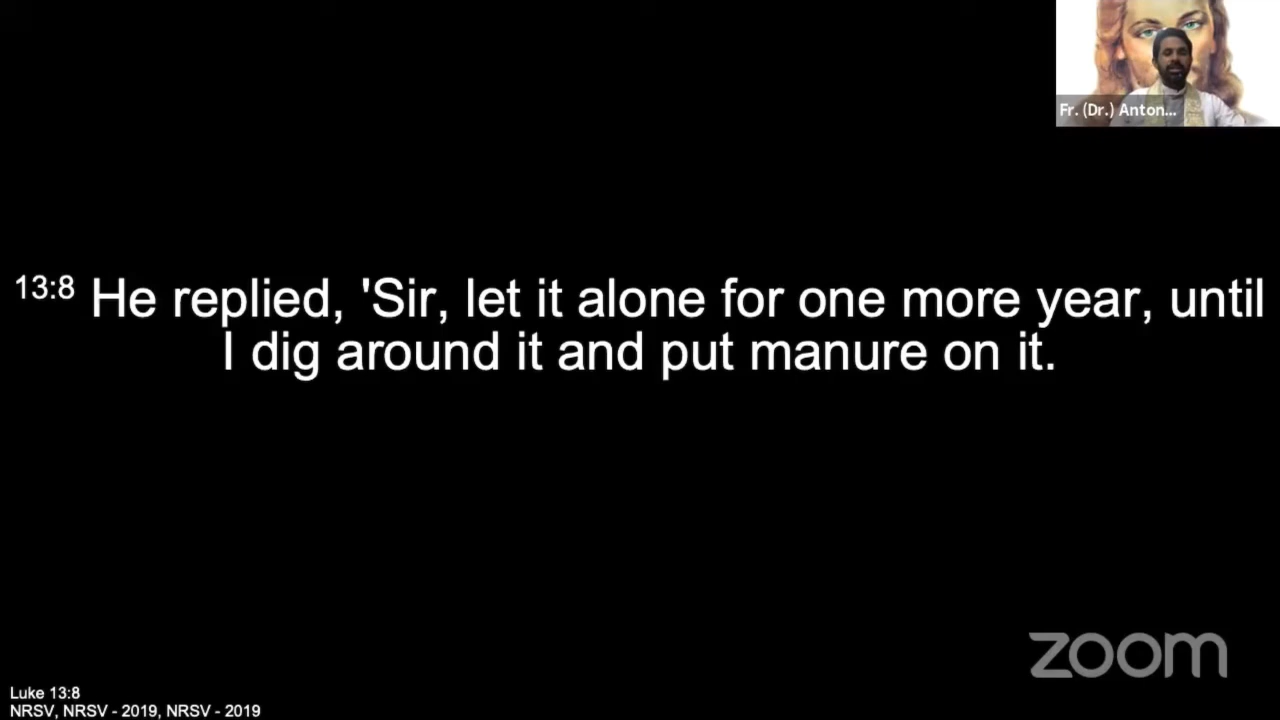 Fr. (Dr.) Anton...
13:8 He replied, 'Sir, let it alone for one more year, until
I dig around it and put manure on it.
zoom
Luke 13:8
NRSV, NRSV - 2019, NRSV - 2019